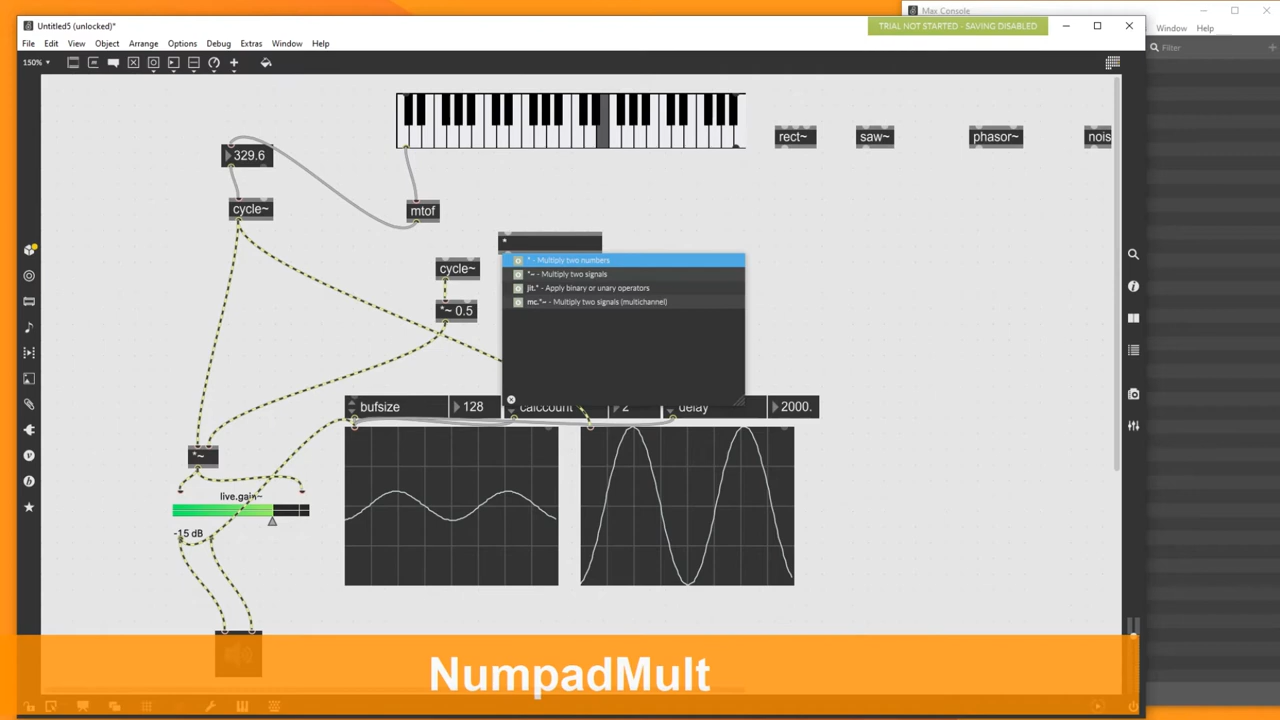 Max Console
Untitled5 (unlocked)*
TRIAL NOT STARTED - SAVING DISABLED
Window Help
File Edit View Object Arrange Options Debug Extras Window Help
Filter
150%
rect~
saw~
phasor~
nois
329.6
cycle~
mtof
*
* - Multiply two numbers
*~ - Multiply two signals
jit.* - Apply binary or unary operators
mc.*~ - Multiply two signals (multichannel)
cycle~
*~ 0.5
bufsize
128
calccount
2
delay
2000.
*~
live.gain~
-15 dB
NumpadMult